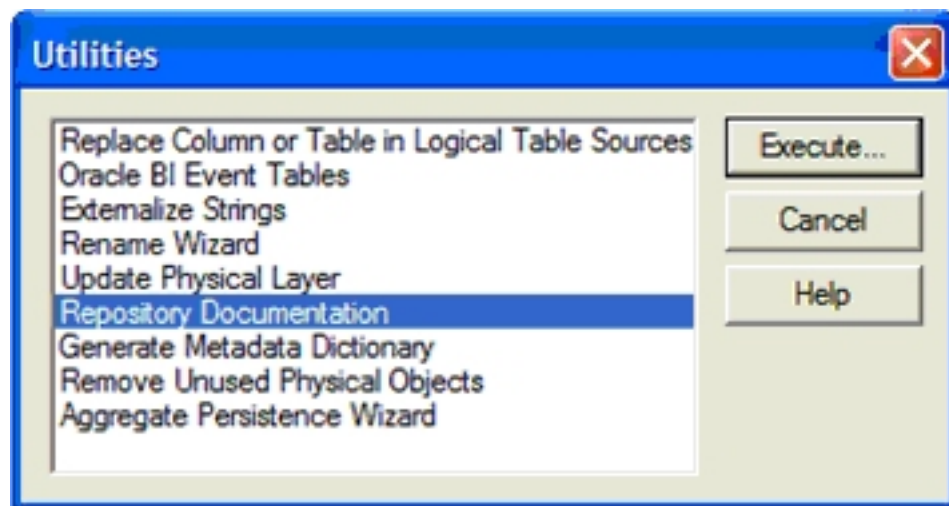 Utilities
Replace Column or Table in Logical Table Sources
Oracle BI Event Tables
Externalize Strings
Rename Wizard
Update Physical Layer
Repository Documentation
Generate Metadata Dictionary
Remove Unused Physical Objects
Aggregate Persistence Wizard
Execute...
Cancel
Help